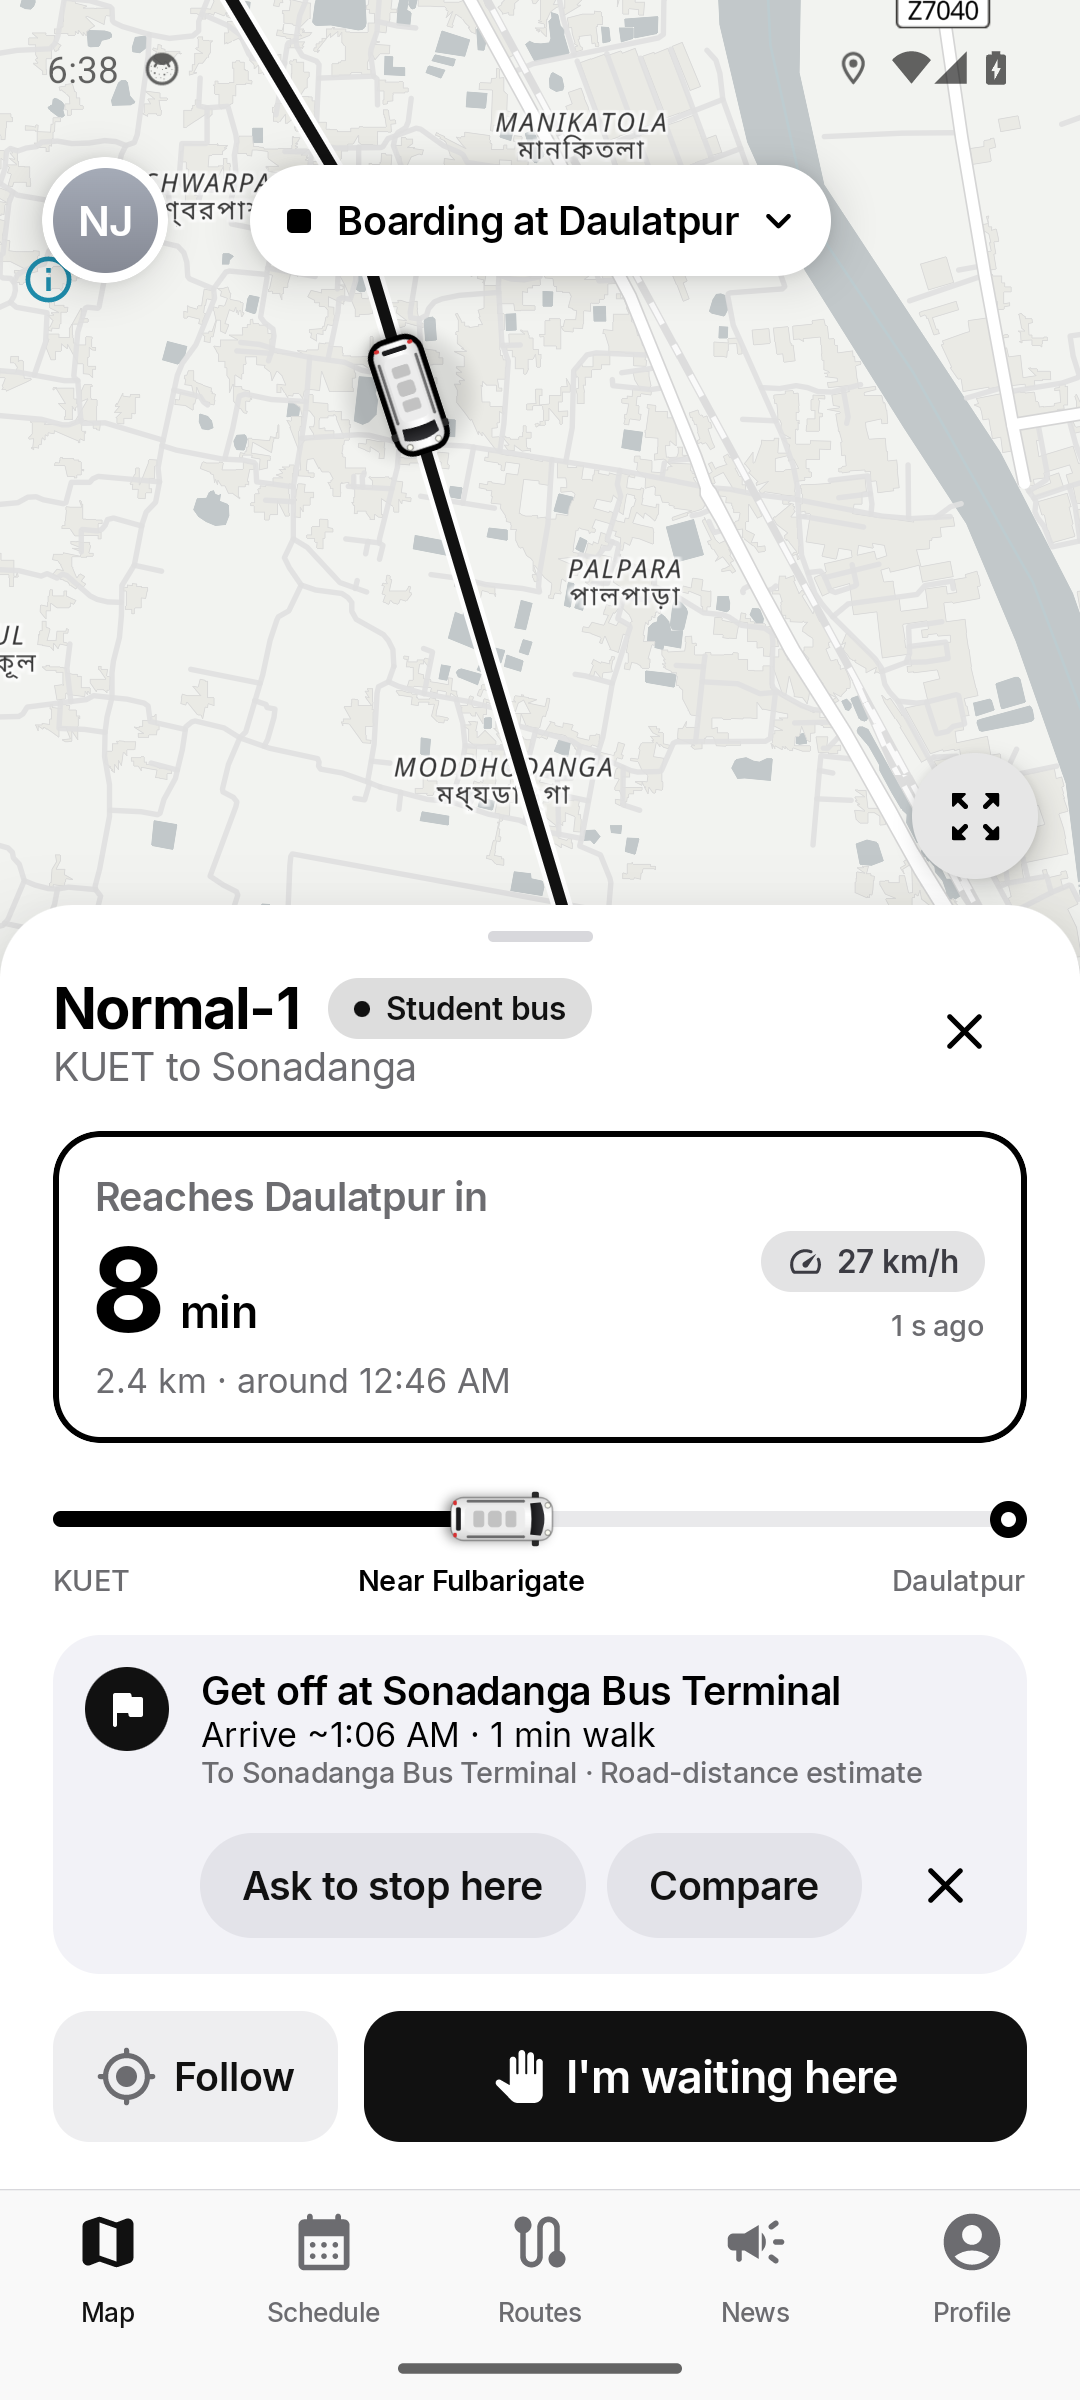 Z7040
6:38
MANIKATOLA
মানিকতলা
NJ
Boarding at Daulatpur
PALPARA
পালপাড়া
MODDHO DANGA
মধ্যডা গা
Normal-1
Student bus
KUET to Sonadanga
Reaches Daulatpur in
8 min
27 km/h
1 s ago
2.4 km · around 12:46 AM
KUET
Near Fulbarigate
Daulatpur
Get off at Sonadanga Bus Terminal
Arrive ~1:06 AM · 1 min walk
To Sonadanga Bus Terminal · Road-distance estimate
Ask to stop here
Compare
Follow
I'm waiting here
Map
Schedule
Routes
News
Profile